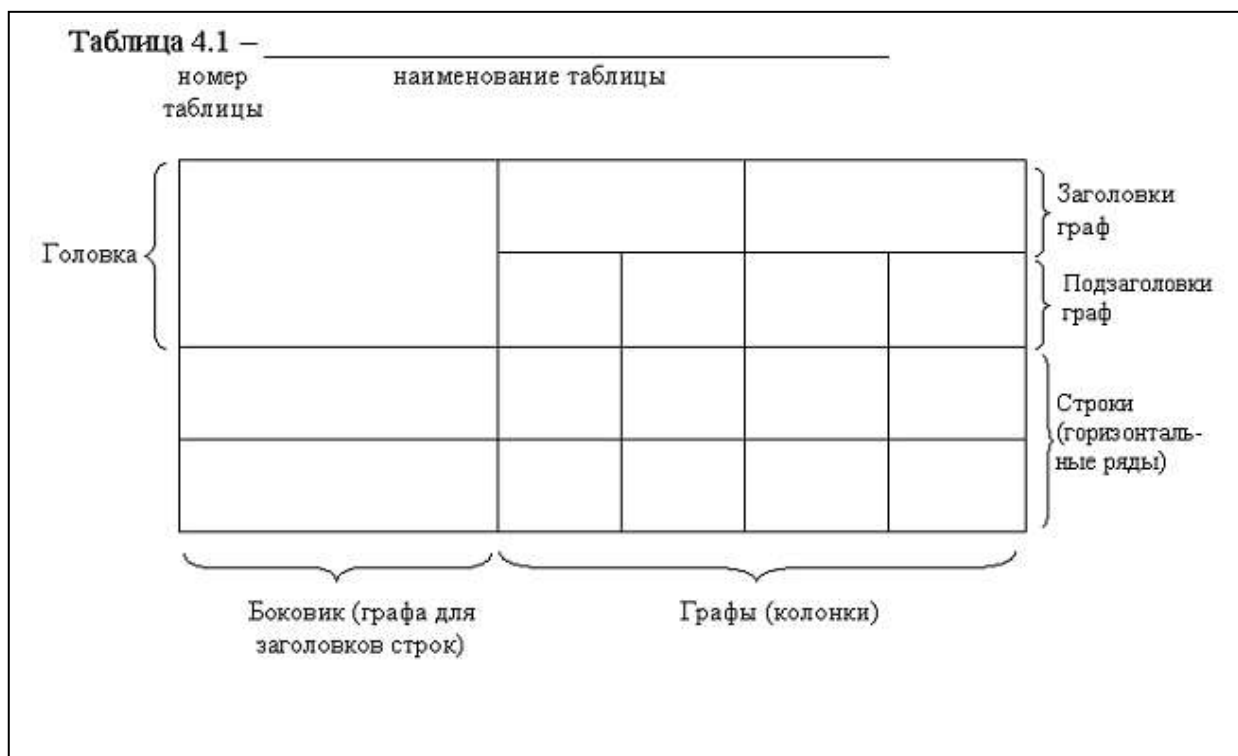 Таблица 4.1 –
номер наименование таблицы
таблицы
Заголовки
граф
Головка
Подзаголовки
граф
Строки
(горизонталь-
ные ряды)
Боковик (графа для
заголовков строк)
Графы (колонки)